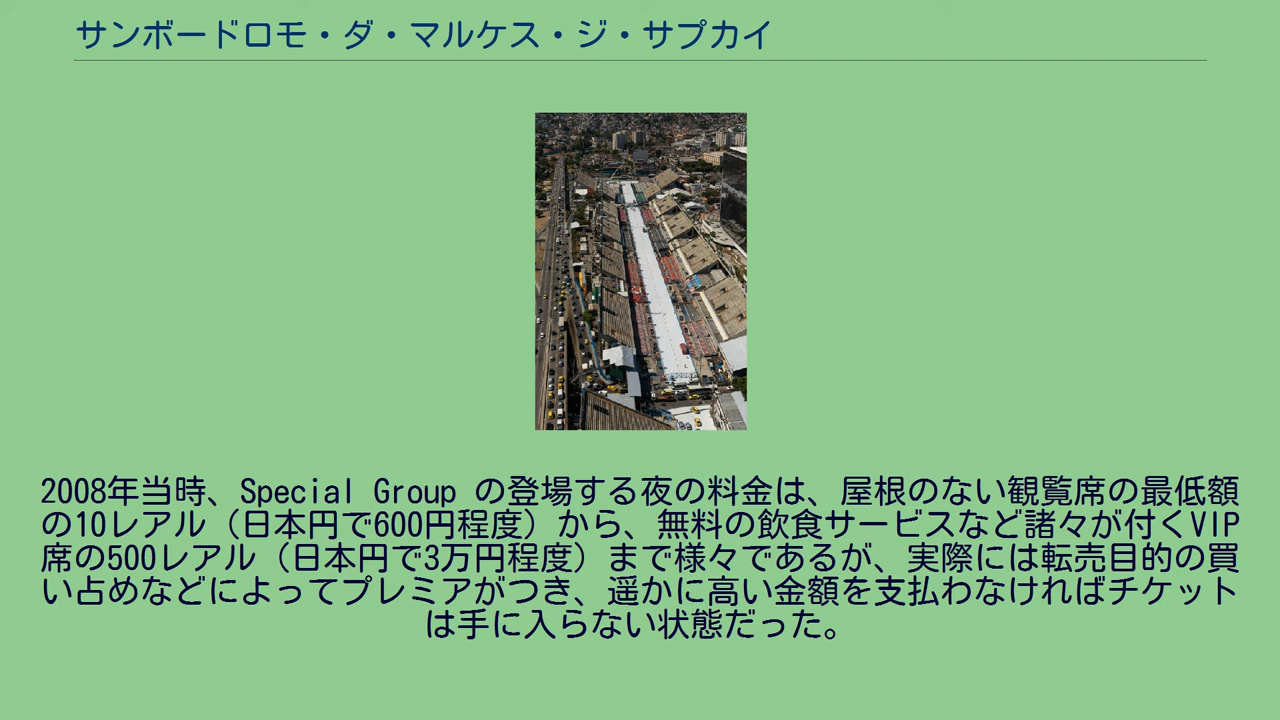 サンボードロモ・ダ・マルケス・ジ・サプカイ
2008年当時、Special Group の登場する夜の料金は、屋根のない観覧席の最低額
の10レアル（日本円で600円程度）から、無料の飲食サービスなど諸々が付くVIP
席の500レアル（日本円で3万円程度）まで様々であるが、実際には転売目的の買
い占めなどによってプレミアがつき、遥かに高い金額を支払わなければチケット
は手に入らない状態だった。